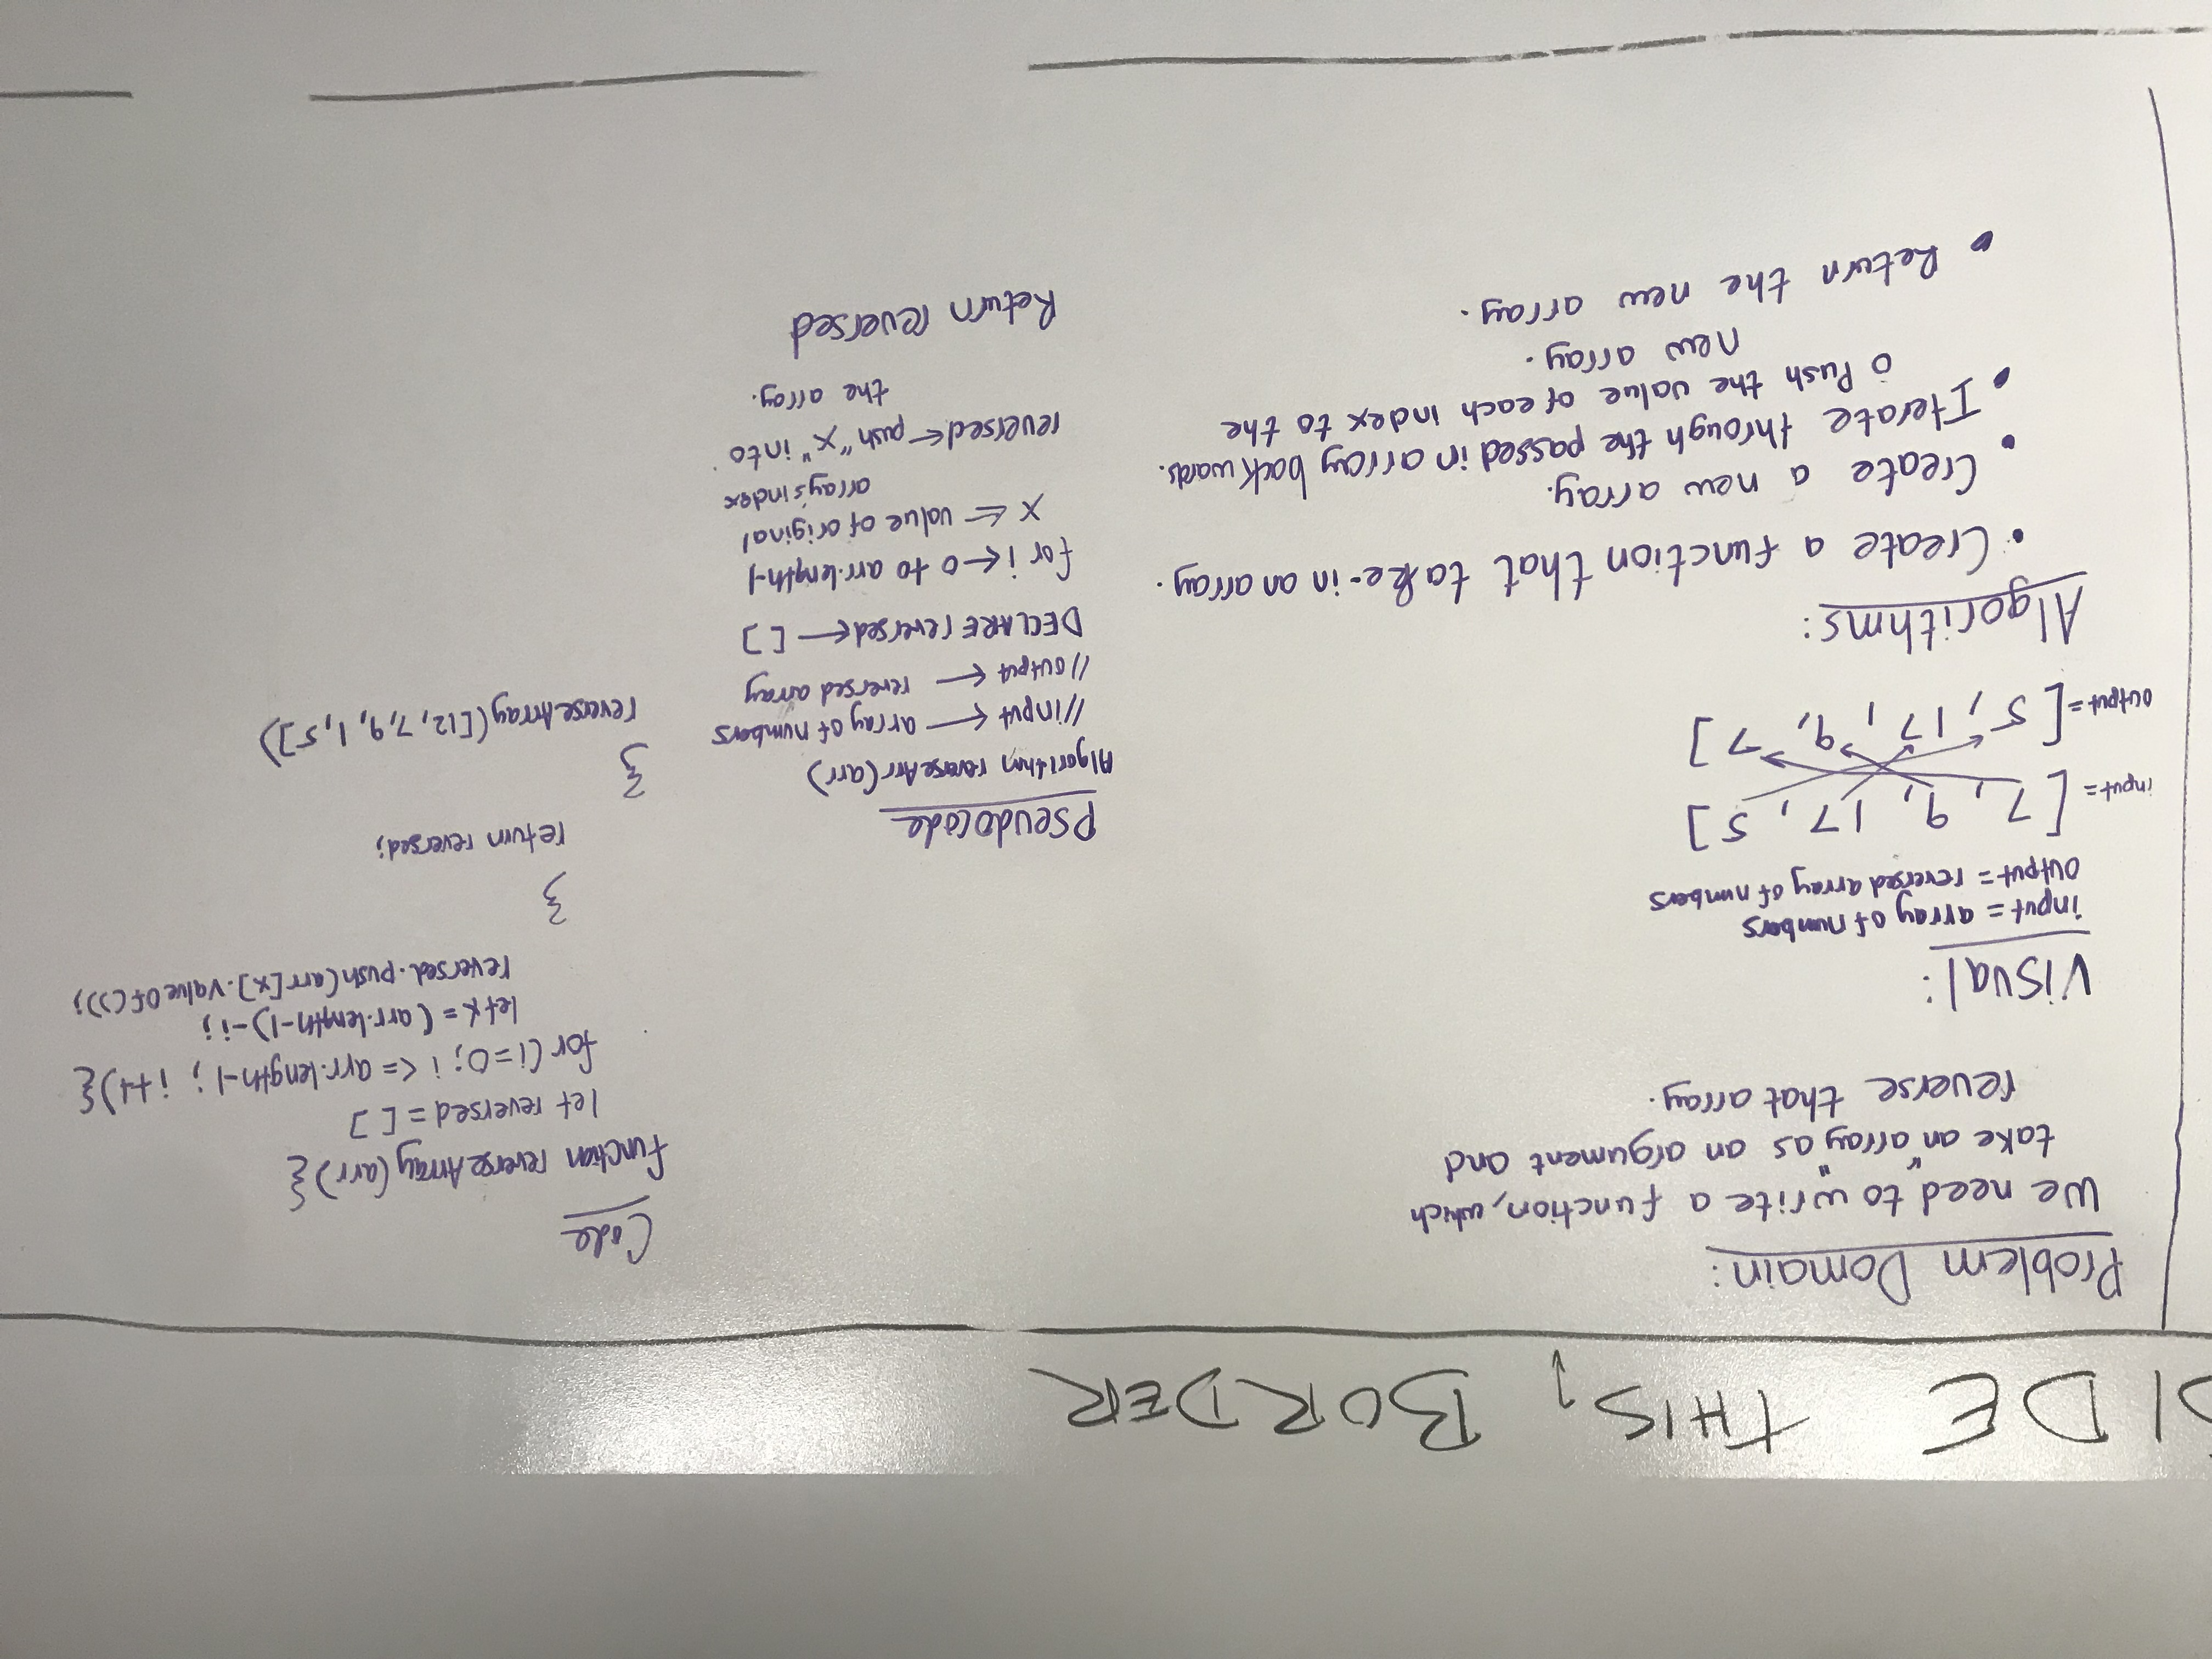 SIDE THIS↓ BORDER
Problem Domain:
We need to write a function, which
take an "array" as an argument and
reverse that array.
Visual:
input = array of numbers
output = reversed array of numbers
input = [7, 9, 17, 5]
output = [5, 17, 9, 7]
Algorithms:
• Create a function that take-in an array.
• Create a new array.
• Iterate through the passed in array backwards.
o Push the value of each index to the
new array.
• Return the new array.
Pseudocode
Algorithm reverseArr(arr)
//input ← array of numbers
//output ← reversed array
DECLARE reversed ← []
for i ← 0 to arr.length-1
x ← value of original
array's index
reversed ← push "x" into
the array.
Return reversed
Code
function reverseArray(arr){
let reversed = []
for (i=0; i <= arr.length-1; i++){
let x = (arr.length-1)-i;
reversed.push(arr[x].valueOf());
}
return reversed;
}
reverseArray([12, 7, 9, 1, 5])